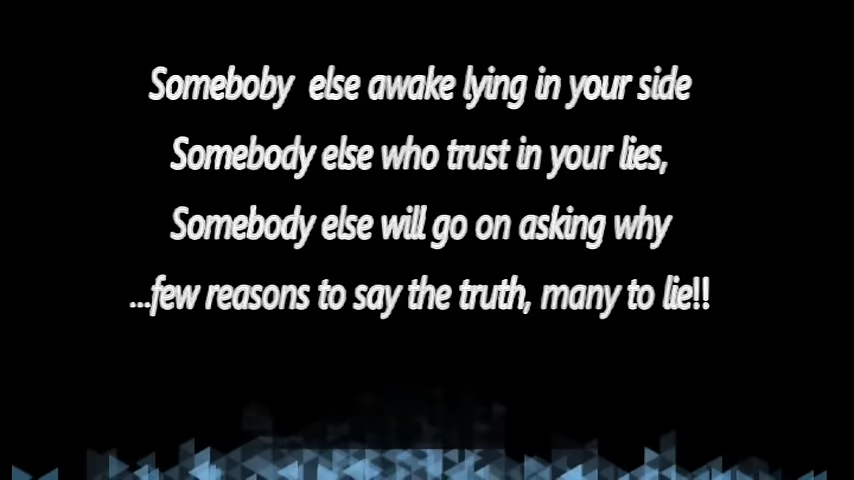 Someboby else awake lying in your side
Somebody else who trust in your lies,
Somebody else will go on asking why
...few reasons to say the truth, many to lie!!